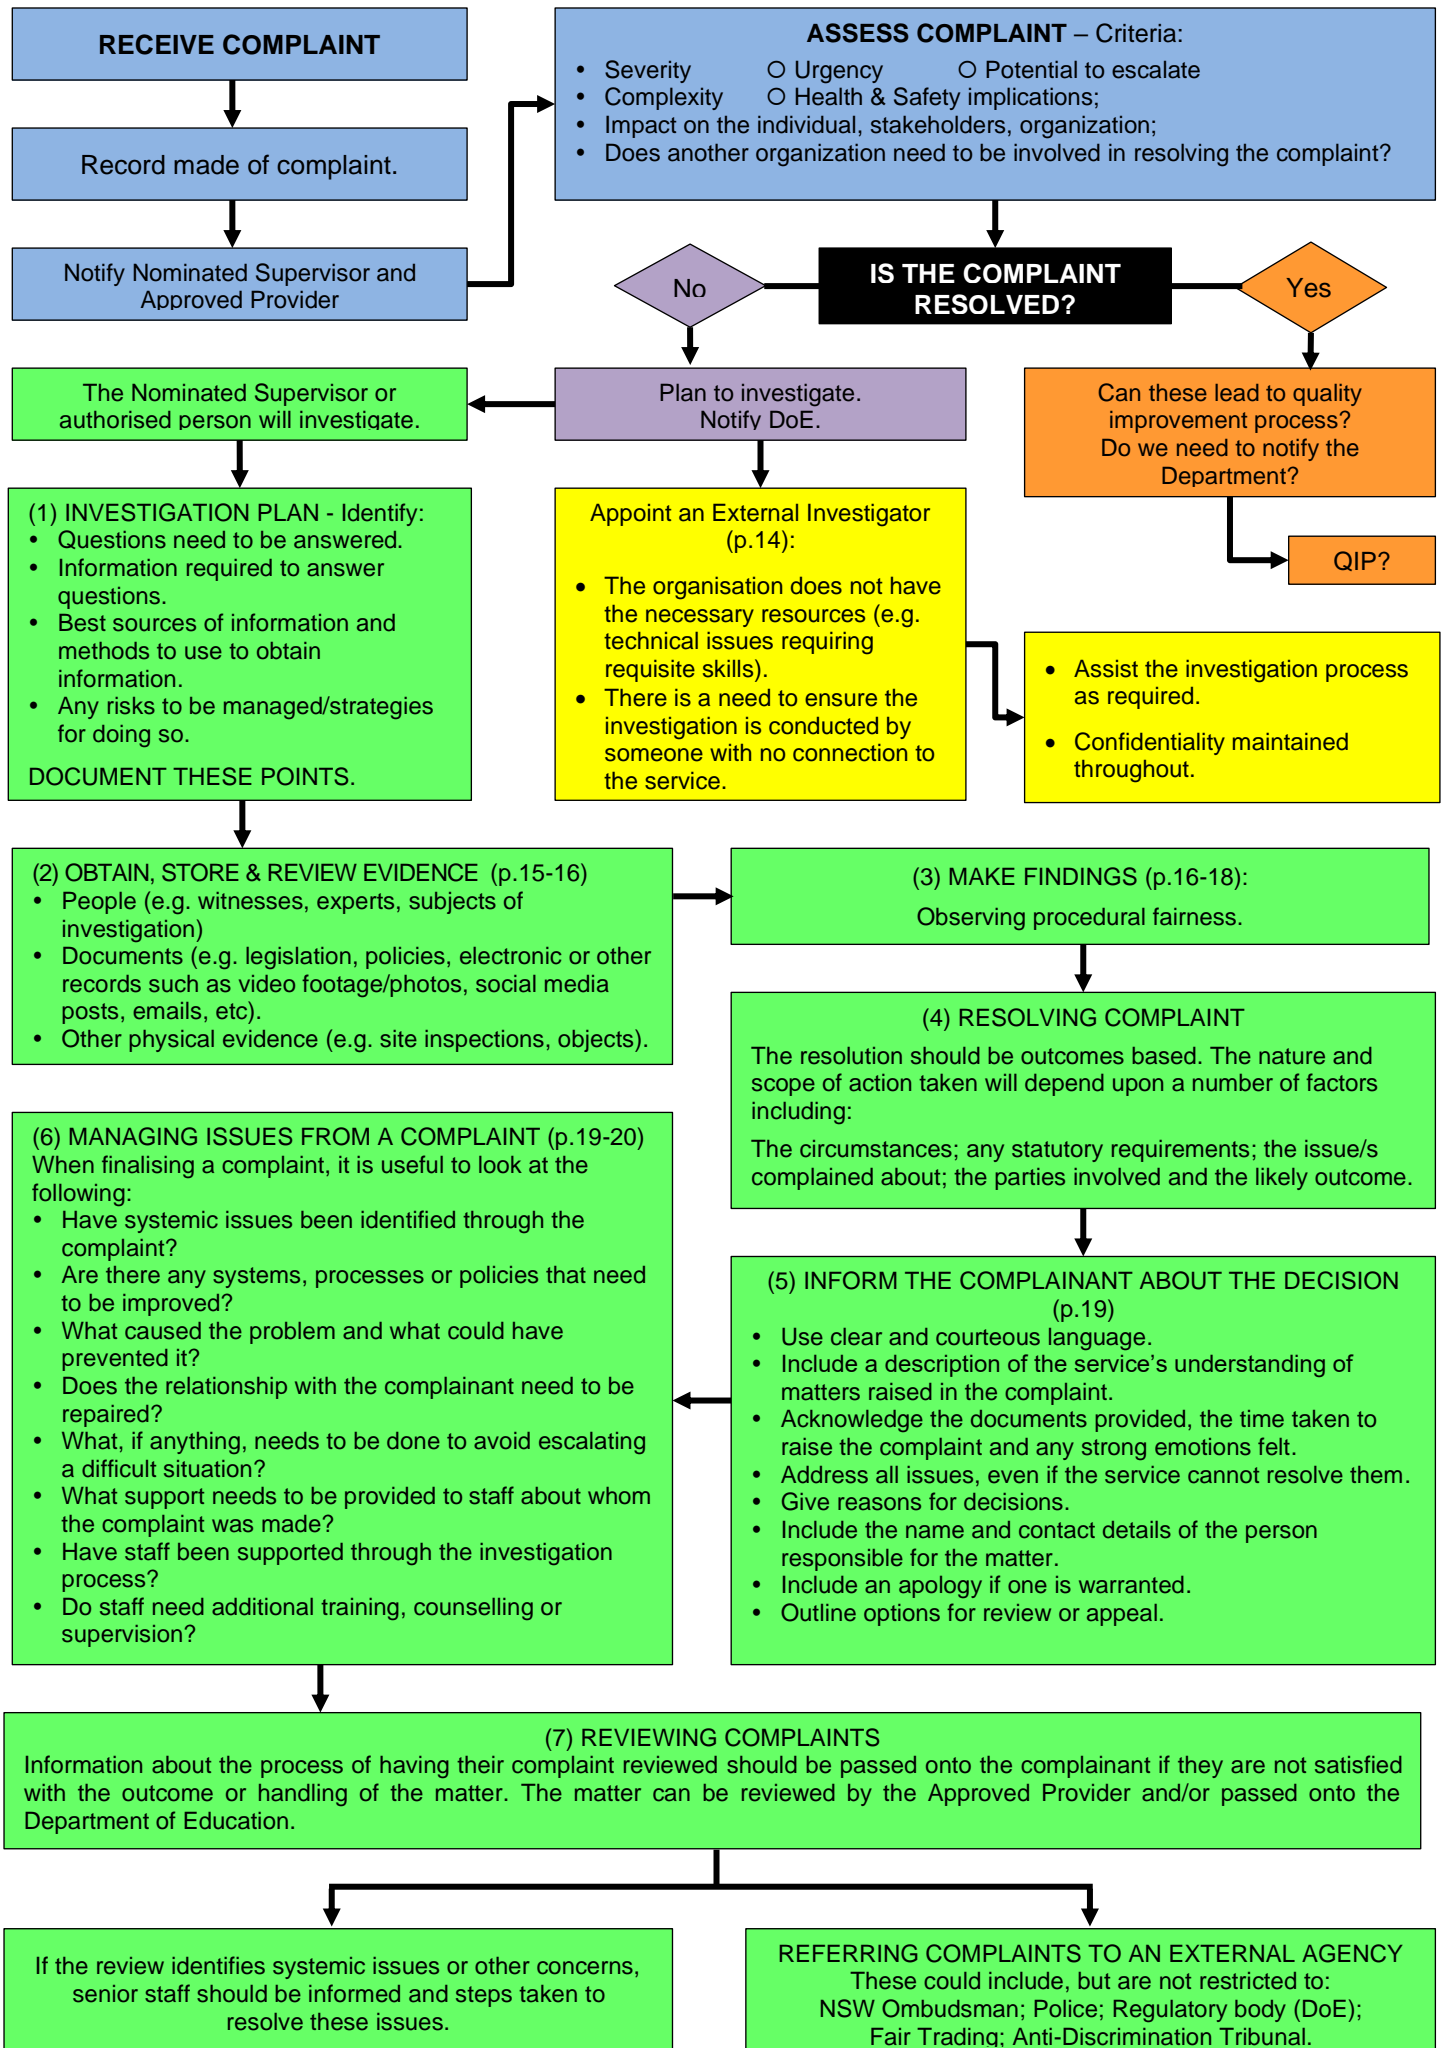 RECEIVE COMPLAINT
Record made of complaint.
Notify Nominated Supervisor and
Approved Provider
ASSESS COMPLAINT – Criteria:
• Severity ○ Urgency ○ Potential to escalate
• Complexity ○ Health & Safety implications;
• Impact on the individual, stakeholders, organization;
• Does another organization need to be involved in resolving the complaint?
No
IS THE COMPLAINT
RESOLVED?
Yes
The Nominated Supervisor or
authorised person will investigate.
Plan to investigate.
Notify DoE.
Can these lead to quality
improvement process?
Do we need to notify the
Department?
QIP?
(1) INVESTIGATION PLAN - Identify:
• Questions need to be answered.
• Information required to answer
questions.
• Best sources of information and
methods to use to obtain
information.
• Any risks to be managed/strategies
for doing so.
DOCUMENT THESE POINTS.
Appoint an External Investigator
(p.14):
• The organisation does not have
the necessary resources (e.g.
technical issues requiring
requisite skills).
• There is a need to ensure the
investigation is conducted by
someone with no connection to
the service.
• Assist the investigation process
as required.
• Confidentiality maintained
throughout.
(2) OBTAIN, STORE & REVIEW EVIDENCE (p.15-16)
• People (e.g. witnesses, experts, subjects of
investigation)
• Documents (e.g. legislation, policies, electronic or other
records such as video footage/photos, social media
posts, emails, etc).
• Other physical evidence (e.g. site inspections, objects).
(3) MAKE FINDINGS (p.16-18):
Observing procedural fairness.
(4) RESOLVING COMPLAINT
The resolution should be outcomes based. The nature and
scope of action taken will depend upon a number of factors
including:
The circumstances; any statutory requirements; the issue/s
complained about; the parties involved and the likely outcome.
(5) INFORM THE COMPLAINANT ABOUT THE DECISION
(p.19)
• Use clear and courteous language.
• Include a description of the service’s understanding of
matters raised in the complaint.
• Acknowledge the documents provided, the time taken to
raise the complaint and any strong emotions felt.
• Address all issues, even if the service cannot resolve them.
• Give reasons for decisions.
• Include the name and contact details of the person
responsible for the matter.
• Include an apology if one is warranted.
• Outline options for review or appeal.
(6) MANAGING ISSUES FROM A COMPLAINT (p.19-20)
When finalising a complaint, it is useful to look at the
following:
• Have systemic issues been identified through the
complaint?
• Are there any systems, processes or policies that need
to be improved?
• What caused the problem and what could have
prevented it?
• Does the relationship with the complainant need to be
repaired?
• What, if anything, needs to be done to avoid escalating
a difficult situation?
• What support needs to be provided to staff about whom
the complaint was made?
• Have staff been supported through the investigation
process?
• Do staff need additional training, counselling or
supervision?
(7) REVIEWING COMPLAINTS
Information about the process of having their complaint reviewed should be passed onto the complainant if they are not satisfied
with the outcome or handling of the matter. The matter can be reviewed by the Approved Provider and/or passed onto the
Department of Education.
If the review identifies systemic issues or other concerns,
senior staff should be informed and steps taken to
resolve these issues.
REFERRING COMPLAINTS TO AN EXTERNAL AGENCY
These could include, but are not restricted to:
NSW Ombudsman; Police; Regulatory body (DoE);
Fair Trading; Anti-Discrimination Tribunal.